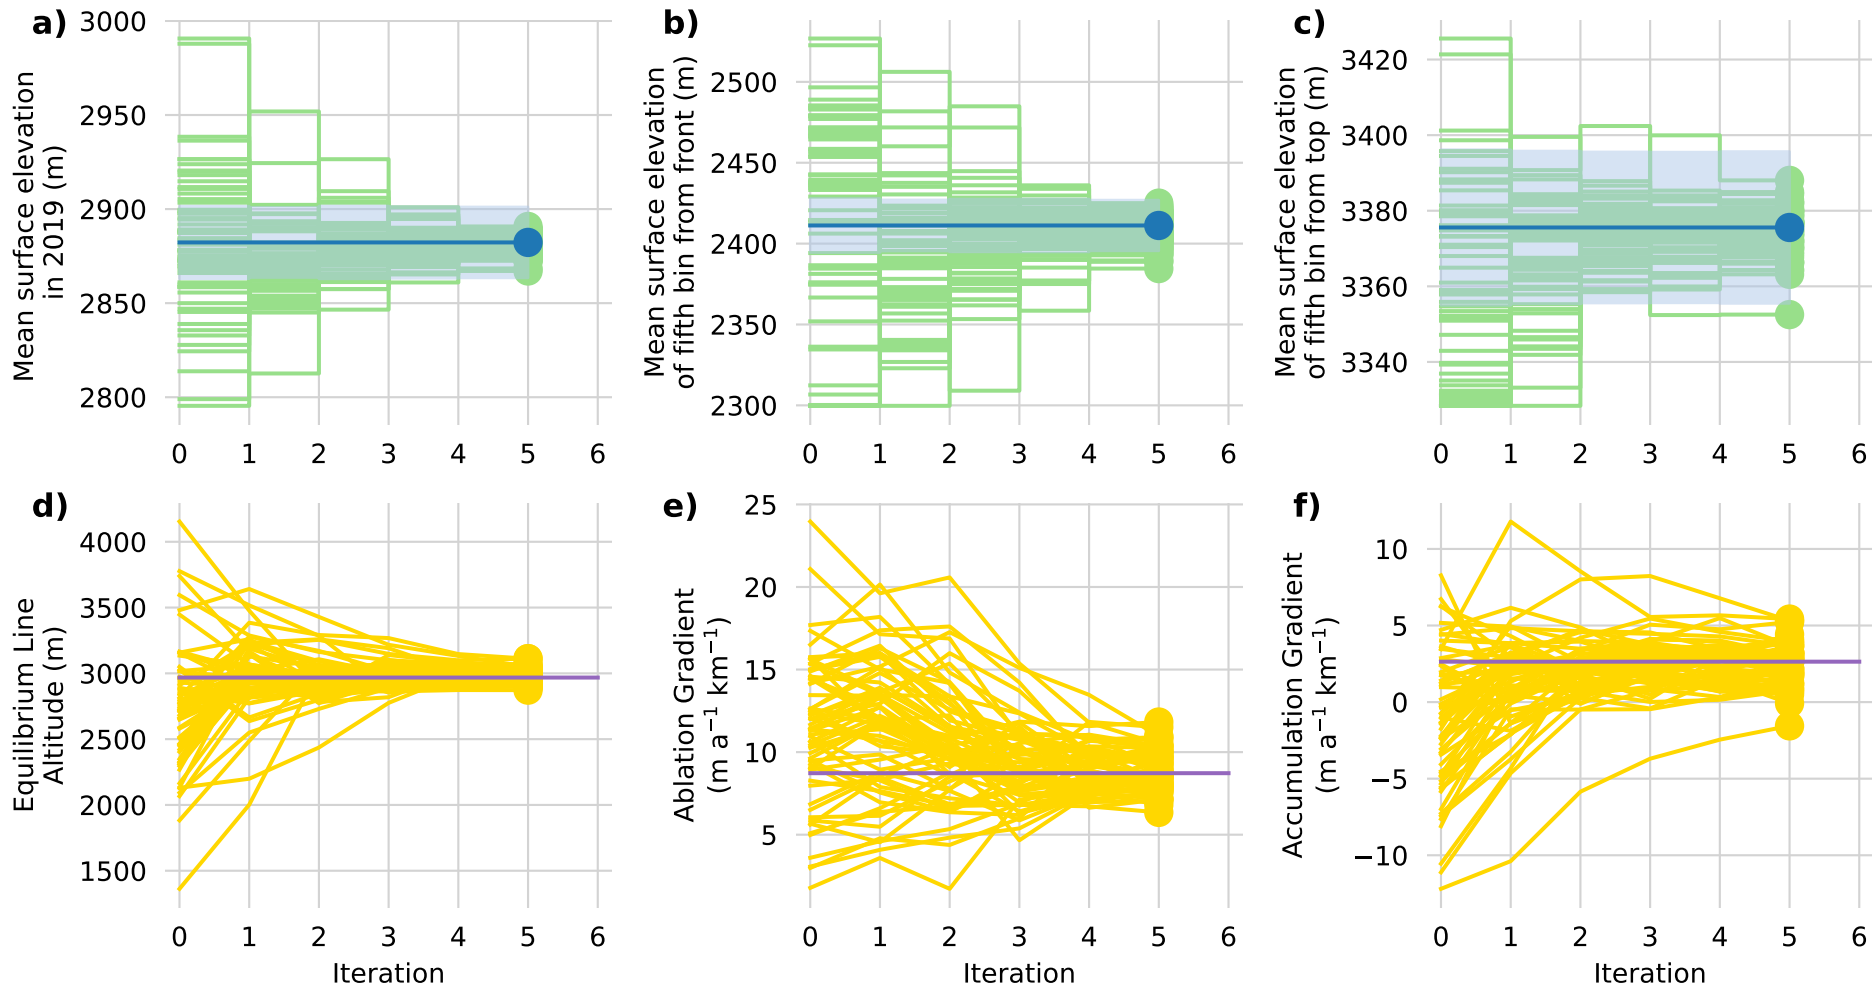 a)
Mean surface elevation
in 2019 (m)
3000
2950
2900
2850
2800
0 1 2 3 4 5 6
b)
Mean surface elevation
of fifth bin from front (m)
2500
2450
2400
2350
2300
0 1 2 3 4 5 6
c)
Mean surface elevation
of fifth bin from top (m)
3420
3400
3380
3360
3340
0 1 2 3 4 5 6
d)
Equilibrium Line
Altitude (m)
4000
3500
3000
2500
2000
1500
0 1 2 3 4 5 6
Iteration
e)
Ablation Gradient
(m a⁻¹ km⁻¹)
25
20
15
10
5
0 1 2 3 4 5 6
Iteration
f)
Accumulation Gradient
(m a⁻¹ km⁻¹)
10
5
0
−5
−10
0 1 2 3 4 5 6
Iteration